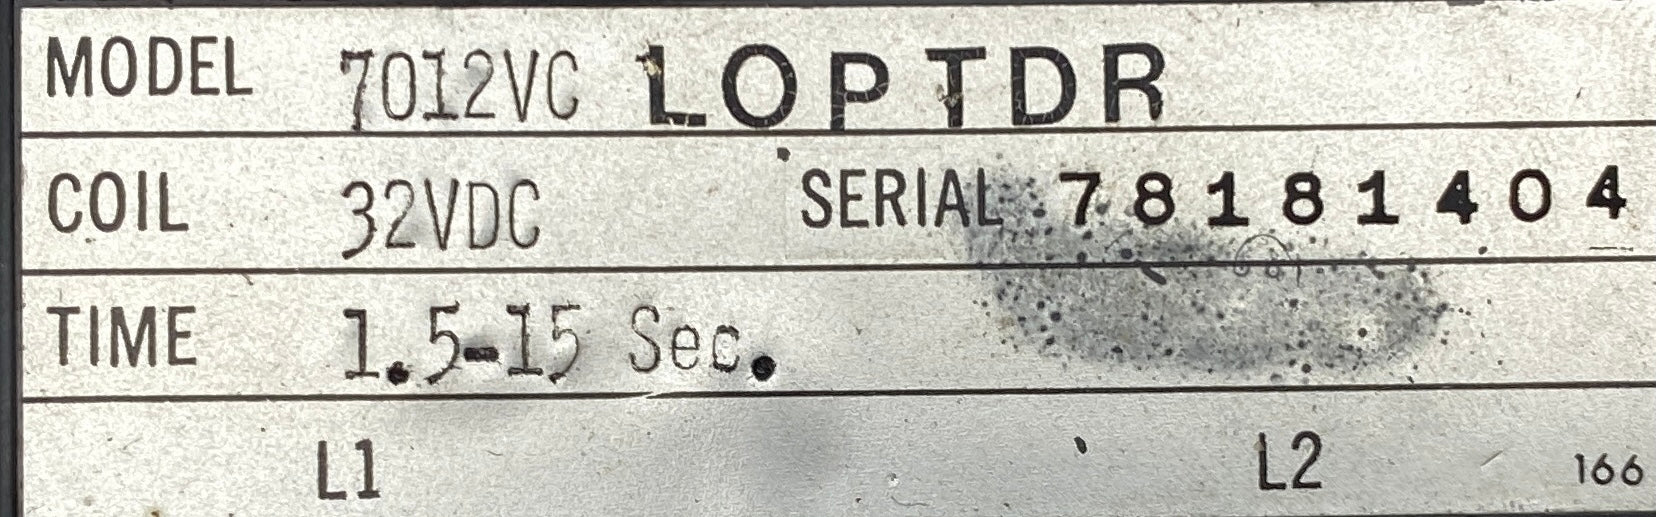 MODEL 7012VC LOPTDR
COIL 32VDC SERIAL 78181404
TIME 1.5-15 Sec.
L1 L2 166